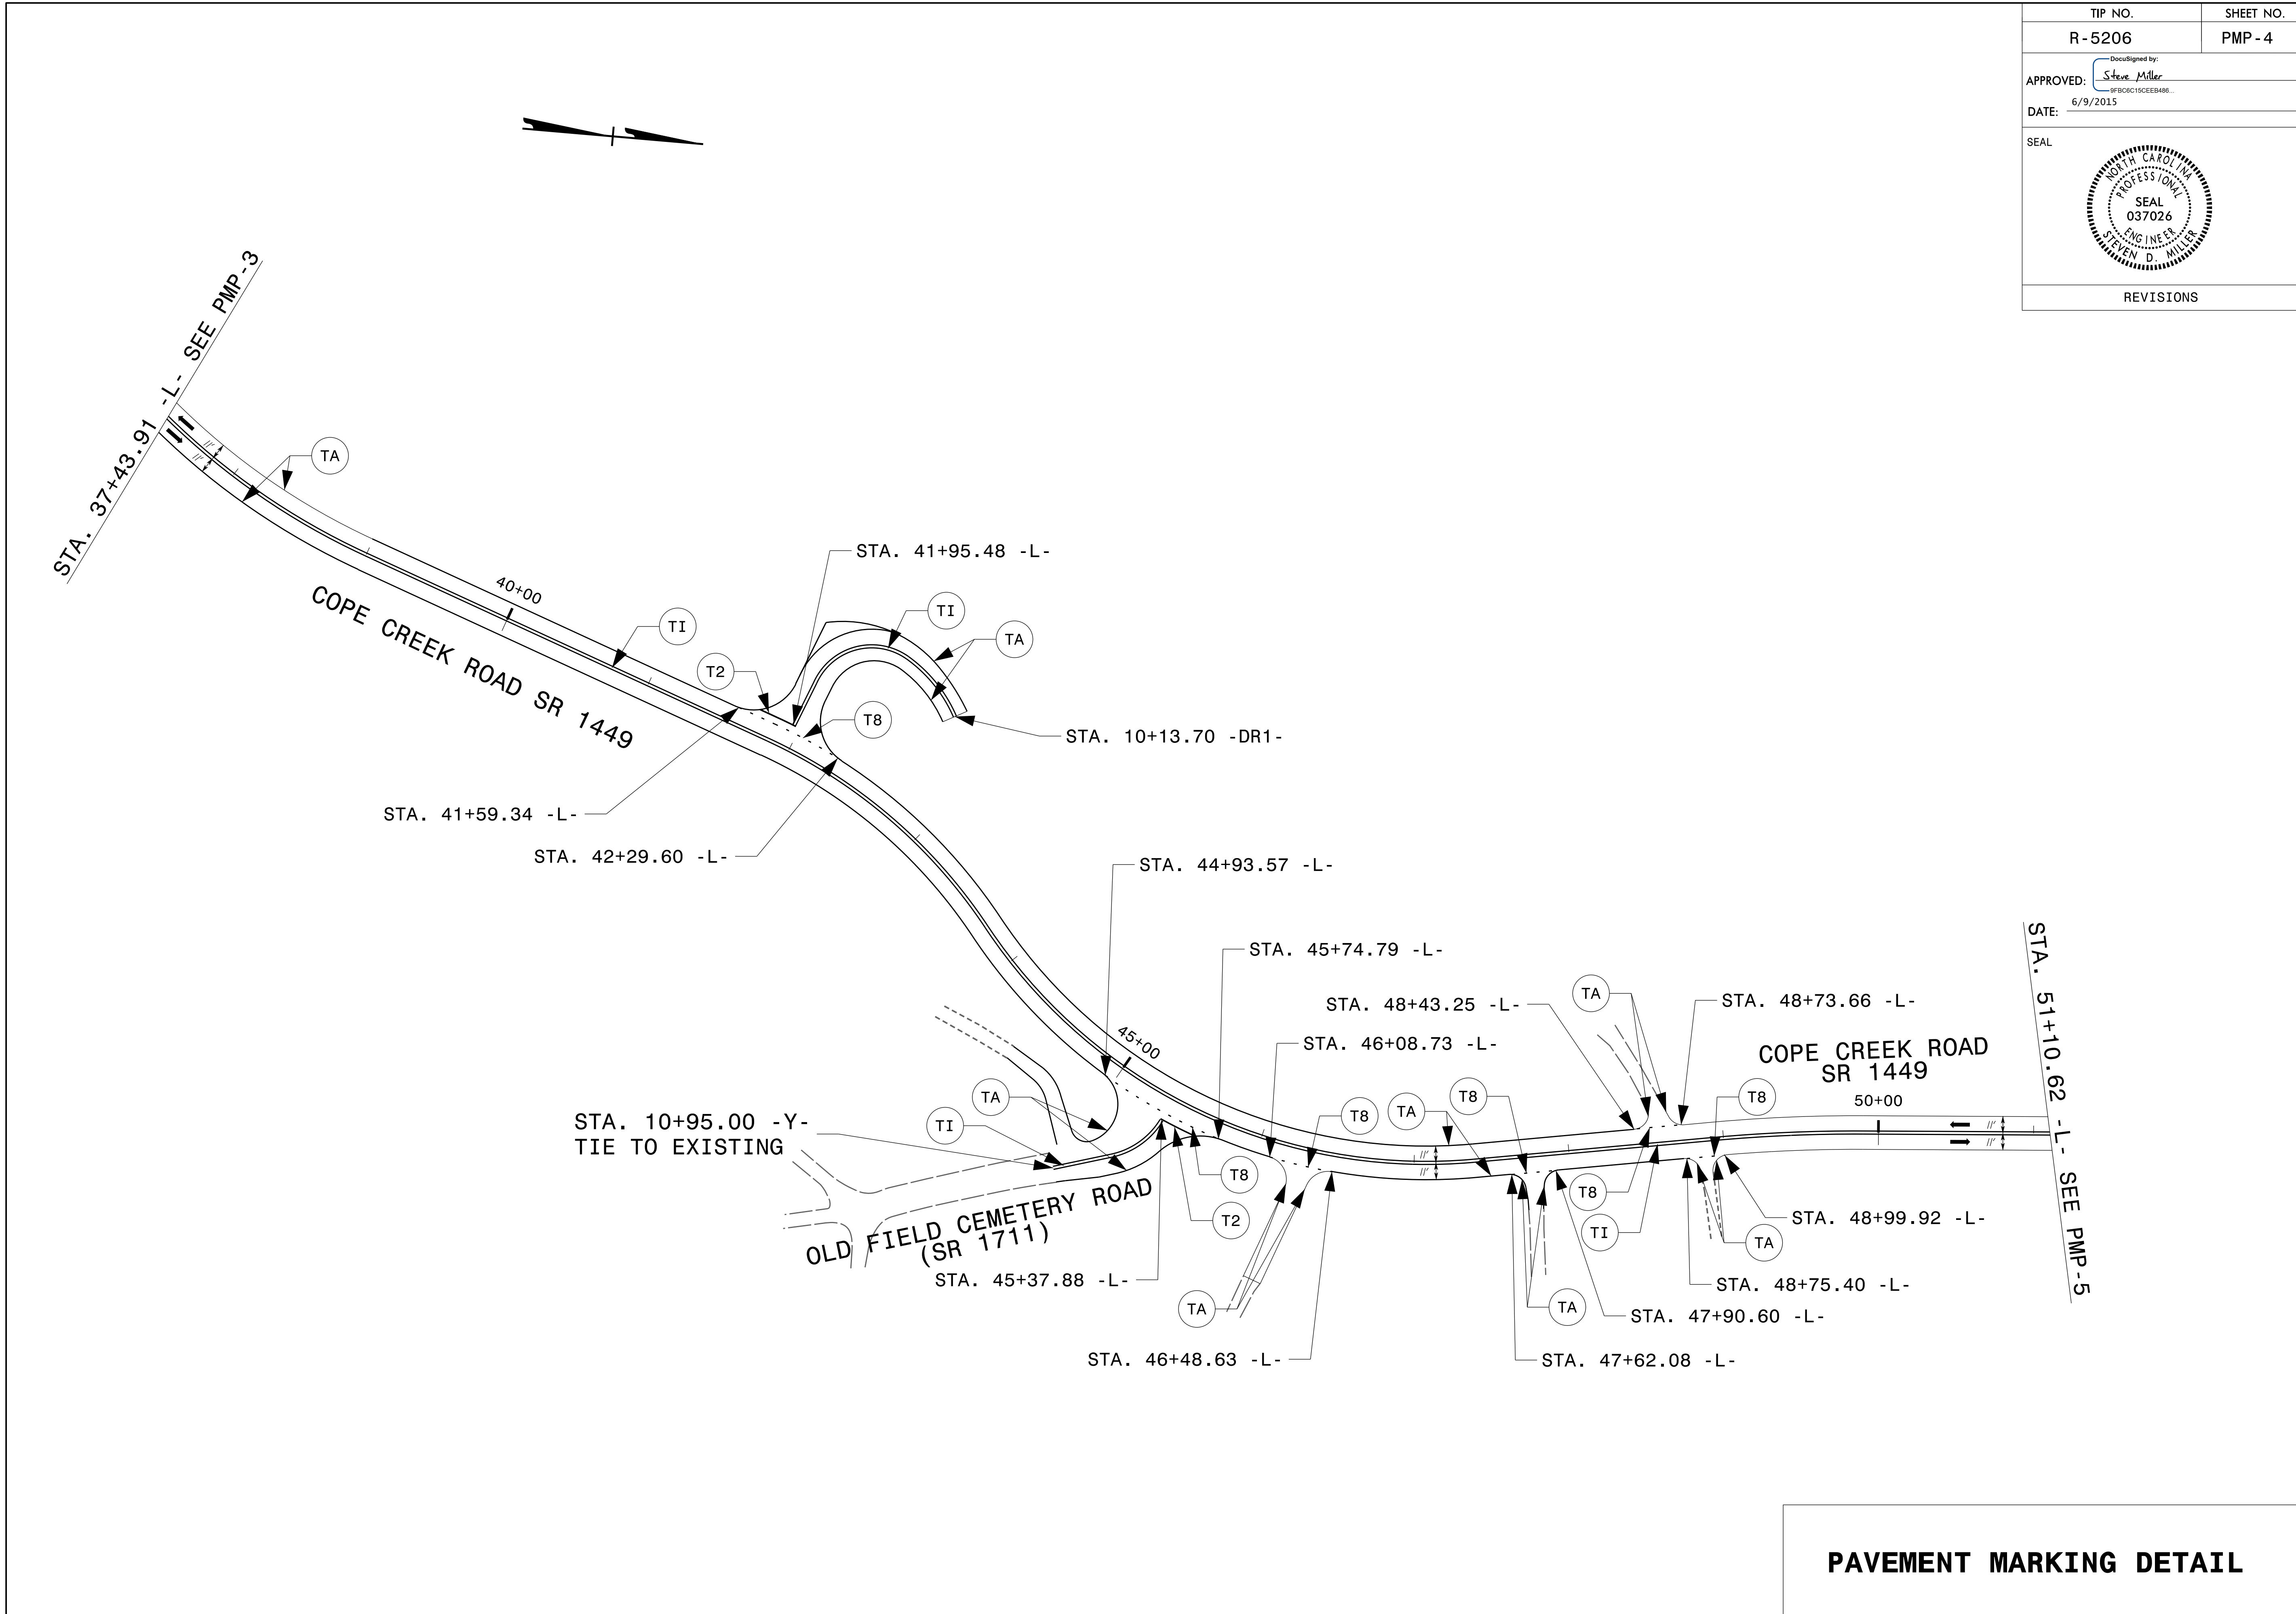 TIP NO.
SHEET NO.
R-5206
PMP-4
DocuSigned by:
APPROVED:
Steve Miller
9FBC6C15CEEB486...
DATE:
6/9/2015
SEAL
NORTH CAROLINA
PROFESSIONAL
SEAL
037026
ENGINEER
STEVEN D. MILLER
REVISIONS
STA. 37+43.91 -L- SEE PMP-3
11'
11'
TA
STA. 41+95.48 -L-
40+00
COPE CREEK ROAD SR 1449
TI
TI
TA
T2
T8
STA. 10+13.70 -DR1-
STA. 41+59.34 -L-
STA. 42+29.60 -L-
STA. 44+93.57 -L-
STA. 45+74.79 -L-
STA. 48+43.25 -L-
TA
STA. 48+73.66 -L-
STA. 46+08.73 -L-
45+00
COPE CREEK ROAD
SR 1449
50+00
STA. 51+10.62 -L- SEE PMP-5
TA
TI
T8
TA
T8
T8
11'
11'
11'
11'
STA. 10+95.00 -Y-
TIE TO EXISTING
T8
T2
T8
TI
STA. 48+99.92 -L-
TA
OLD FIELD CEMETERY ROAD
(SR 1711)
STA. 45+37.88 -L-
STA. 48+75.40 -L-
TA
TA
STA. 47+90.60 -L-
STA. 46+48.63 -L-
STA. 47+62.08 -L-
PAVEMENT MARKING DETAIL